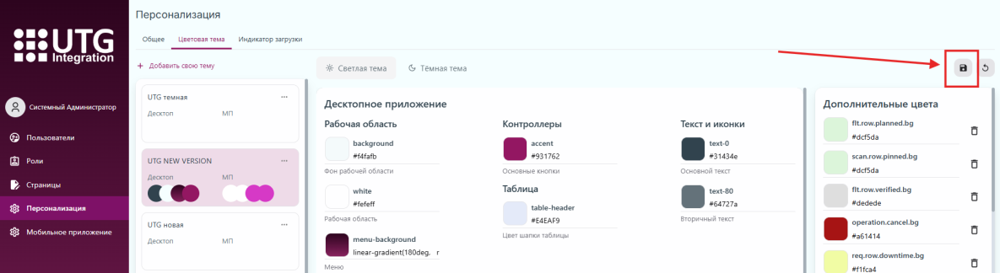 UTG
Integration
Системный Администратор
Пользователи
Роли
Страницы
Персонализация
Мобильное приложение
Персонализация
Общее
Цветовая тема
Индикатор загрузки
+ Добавить свою тему
UTG темная
Десктоп
МП
UTG NEW VERSION
Десктоп
МП
UTG новая
Десктоп
МП
Светлая тема
Тёмная тема
Десктопное приложение
Рабочая область
background
#f4fafb
Фон рабочей области
white
#fefeff
Рабочая область
menu-background
linear-gradient(180deg, r
Меню
Контроллеры
accent
#931762
Основные кнопки
Таблица
table-header
#E4EAF9
Цвет шапки таблицы
Текст и иконки
text-0
#31434e
Основной текст
text-80
#64727a
Вторичный текст
Дополнительные цвета
flt.row.planned.bg
#dcf5da
scan.row.pinned.bg
#dcf5da
flt.row.verified.bg
#dedede
operation.cancel.bg
#a61414
req.row.downtime.bg
#f1fca4